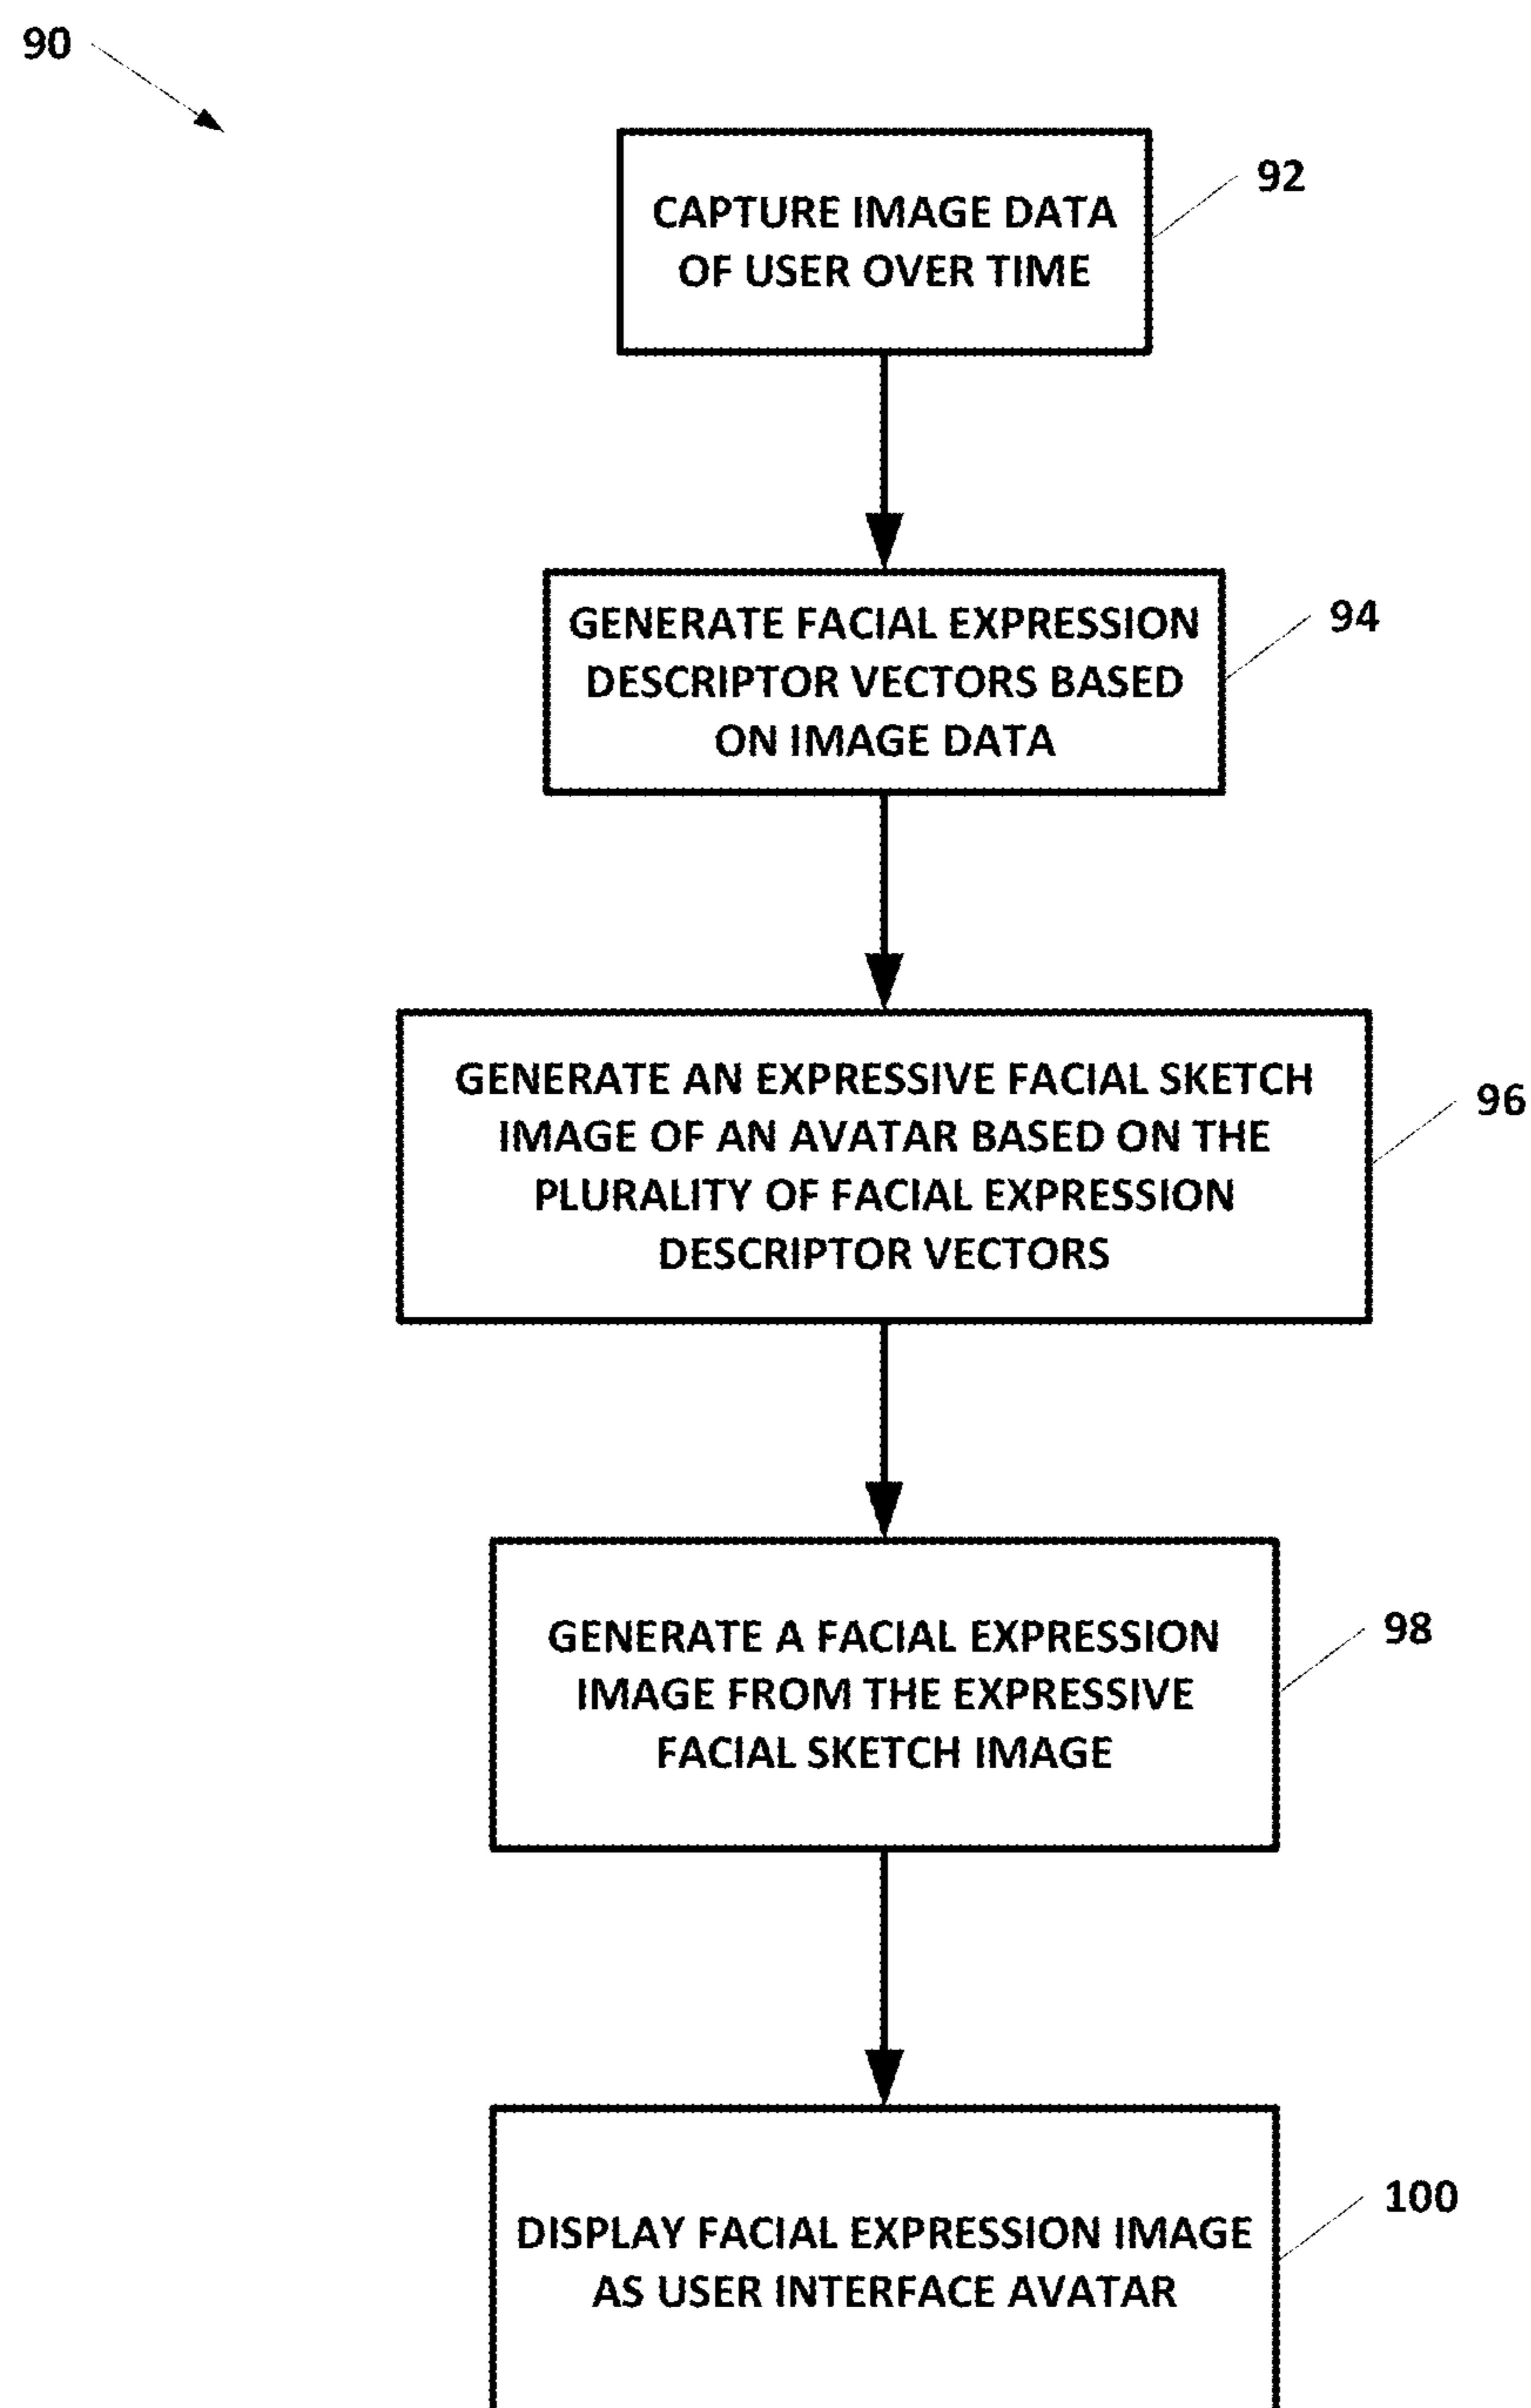 90
92
CAPTURE IMAGE DATA
OF USER OVER TIME
94
GENERATE FACIAL EXPRESSION
DESCRIPTOR VECTORS BASED
ON IMAGE DATA
96
GENERATE AN EXPRESSIVE FACIAL SKETCH
IMAGE OF AN AVATAR BASED ON THE
PLURALITY OF FACIAL EXPRESSION
DESCRIPTOR VECTORS
98
GENERATE A FACIAL EXPRESSION
IMAGE FROM THE EXPRESSIVE
FACIAL SKETCH IMAGE
100
DISPLAY FACIAL EXPRESSION IMAGE
AS USER INTERFACE AVATAR